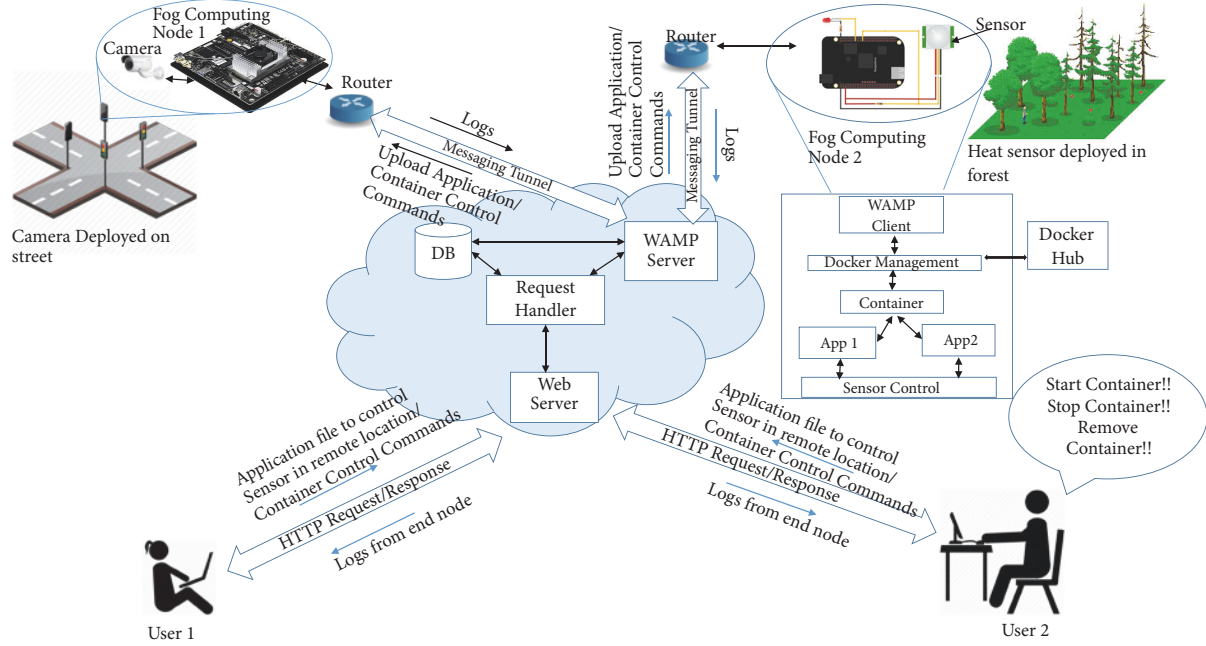 Fog Computing
Node 1
Camera
Router
Camera Deployed on
street
Logs
Messaging Tunnel
Upload Application/
Container Control
Commands
Router
Upload Application/
Container Control
Commands
Messaging Tunnel
Logs
Sensor
Fog Computing
Node 2
Heat sensor deployed in
forest
WAMP
Client
Docker Management
Docker
Hub
Container
App 1
App2
Sensor Control
DB
WAMP
Server
Request
Handler
Web
Server
Application file to control
Sensor in remote location/
Container Control Commands
HTTP Request/Response
Logs from end node
User 1
Application file to control
Sensor in remote location/
Container Control Commands
HTTP Request/Response
Logs from end node
Start Container!!
Stop Container!!
Remove
Container!!
User 2